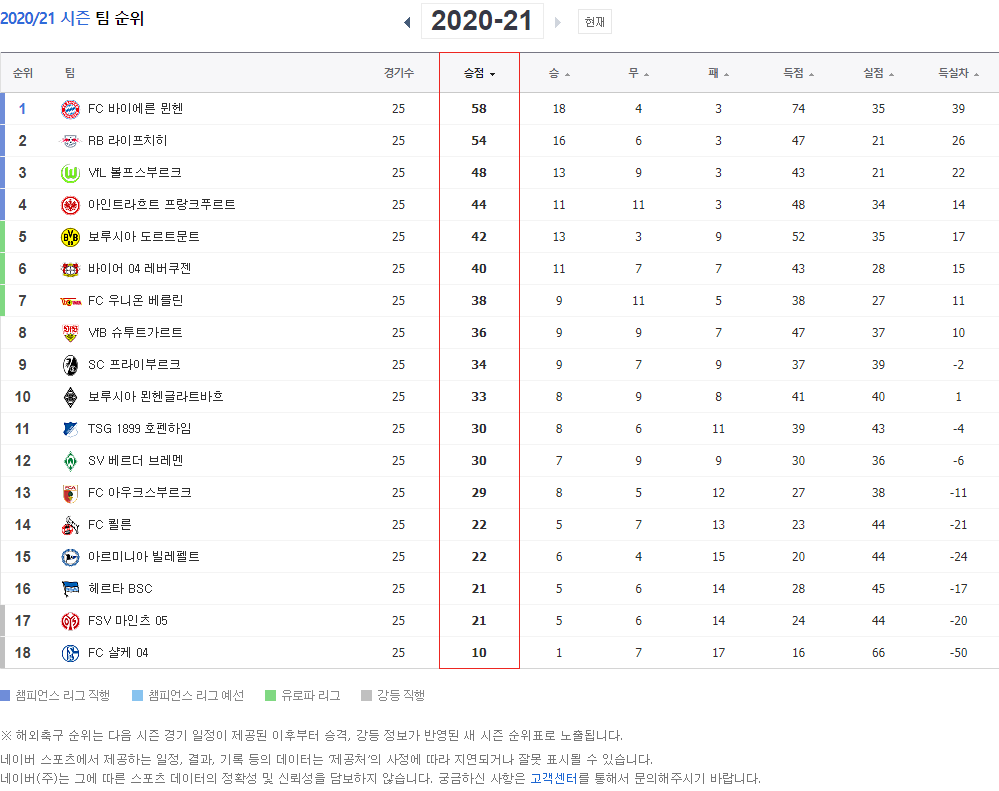 2020/21 시즌 팀 순위
2020-21 현재
순위 팀 경기수 승점 승 무 패 득점 실점 득실차
1 FC 바이에른 뮌헨 25 58 18 4 3 74 35 39
2 RB 라이프치히 25 54 16 6 3 47 21 26
3 VfL 볼프스부르크 25 48 13 9 3 43 21 22
4 아인트라흐트 프랑크푸르트 25 44 11 11 3 48 34 14
5 보루시아 도르트문트 25 42 13 3 9 52 35 17
6 바이어 04 레버쿠젠 25 40 11 7 7 43 28 15
7 FC 우니온 베를린 25 38 9 11 5 38 27 11
8 VfB 슈투트가르트 25 36 9 9 7 47 37 10
9 SC 프라이부르크 25 34 9 7 9 37 39 -2
10 보루시아 묀헨글라트바흐 25 33 8 9 8 41 40 1
11 TSG 1899 호펜하임 25 30 8 6 11 39 43 -4
12 SV 베르더 브레멘 25 30 7 9 9 30 36 -6
13 FC 아우크스부르크 25 29 8 5 12 27 38 -11
14 FC 쾰른 25 22 5 7 13 23 44 -21
15 아르미니아 빌레펠트 25 22 6 4 15 20 44 -24
16 헤르타 BSC 25 21 5 6 14 28 45 -17
17 FSV 마인츠 05 25 21 5 6 14 24 44 -20
18 FC 샬케 04 25 10 1 7 17 16 66 -50
챔피언스 리그 직행 챔피언스 리그 예선 유로파 리그 강등 직행
※ 해외축구 순위는 다음 시즌 경기 일정이 제공된 이후부터 승격, 강등 정보가 반영된 새 시즌 순위표로 노출됩니다.
네이버 스포츠에서 제공하는 일정, 결과, 기록 등의 데이터는 '제공처'의 사정에 따라 지연되거나 잘못 표시될 수 있습니다.
네이버(주)는 그에 따른 스포츠 데이터의 정확성 및 신뢰성을 담보하지 않습니다. 궁금하신 사항은 고객센터를 통해서 문의해주시기 바랍니다.